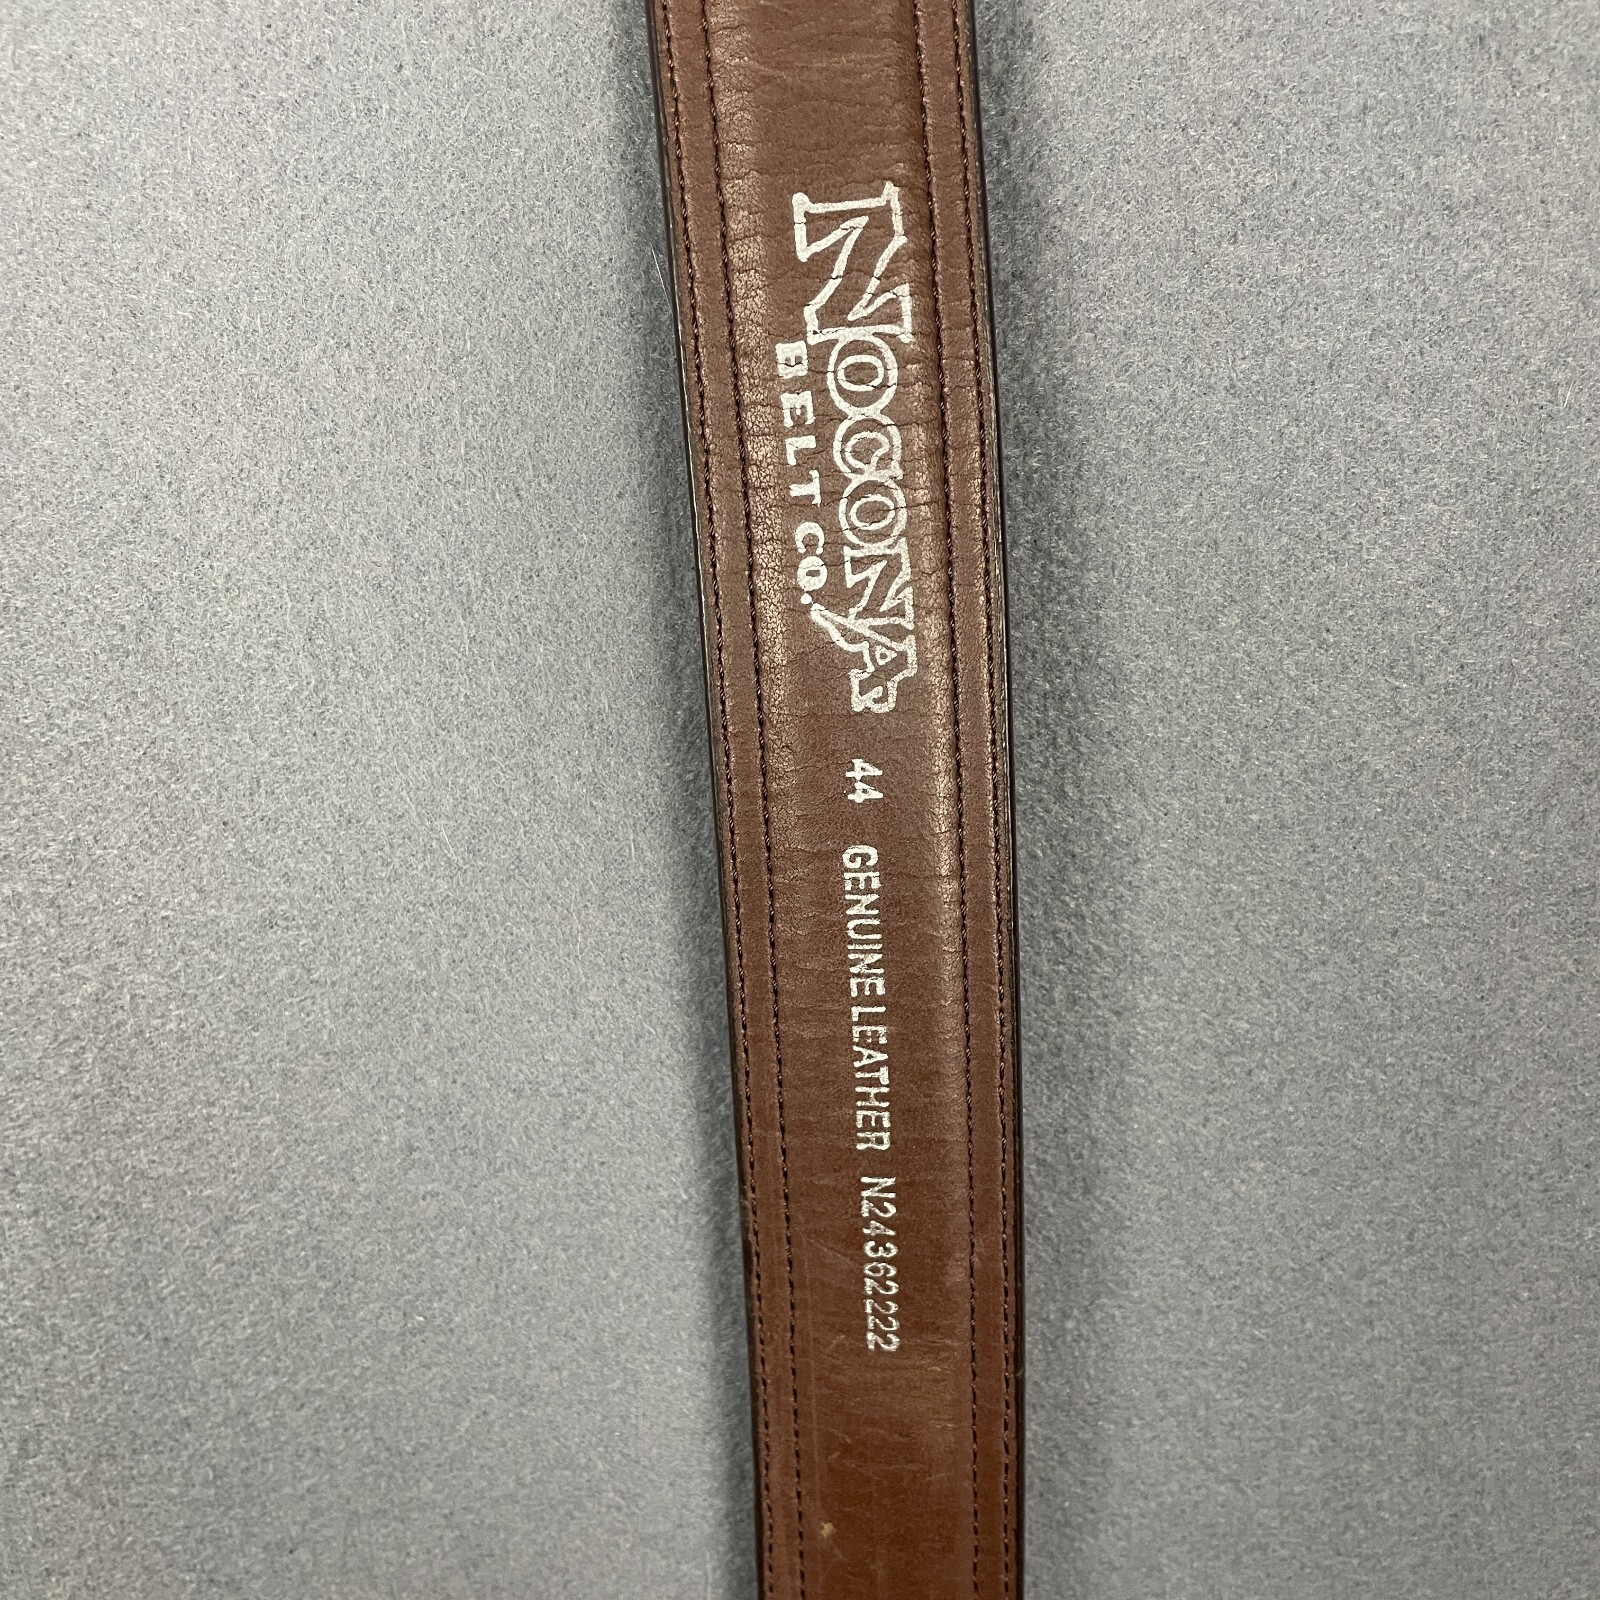 NOCONA
BELT CO.
44 GENUINE LEATHER N24362222